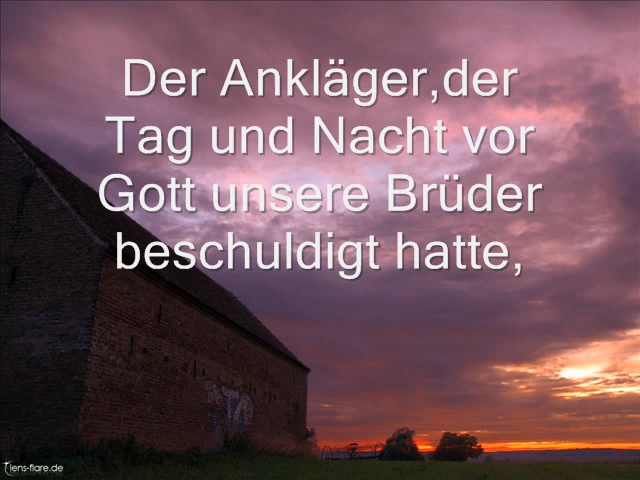 Der Ankläger,der
Tag und Nacht vor
Gott unsere Brüder
beschuldigt hatte,
lens-flare.de